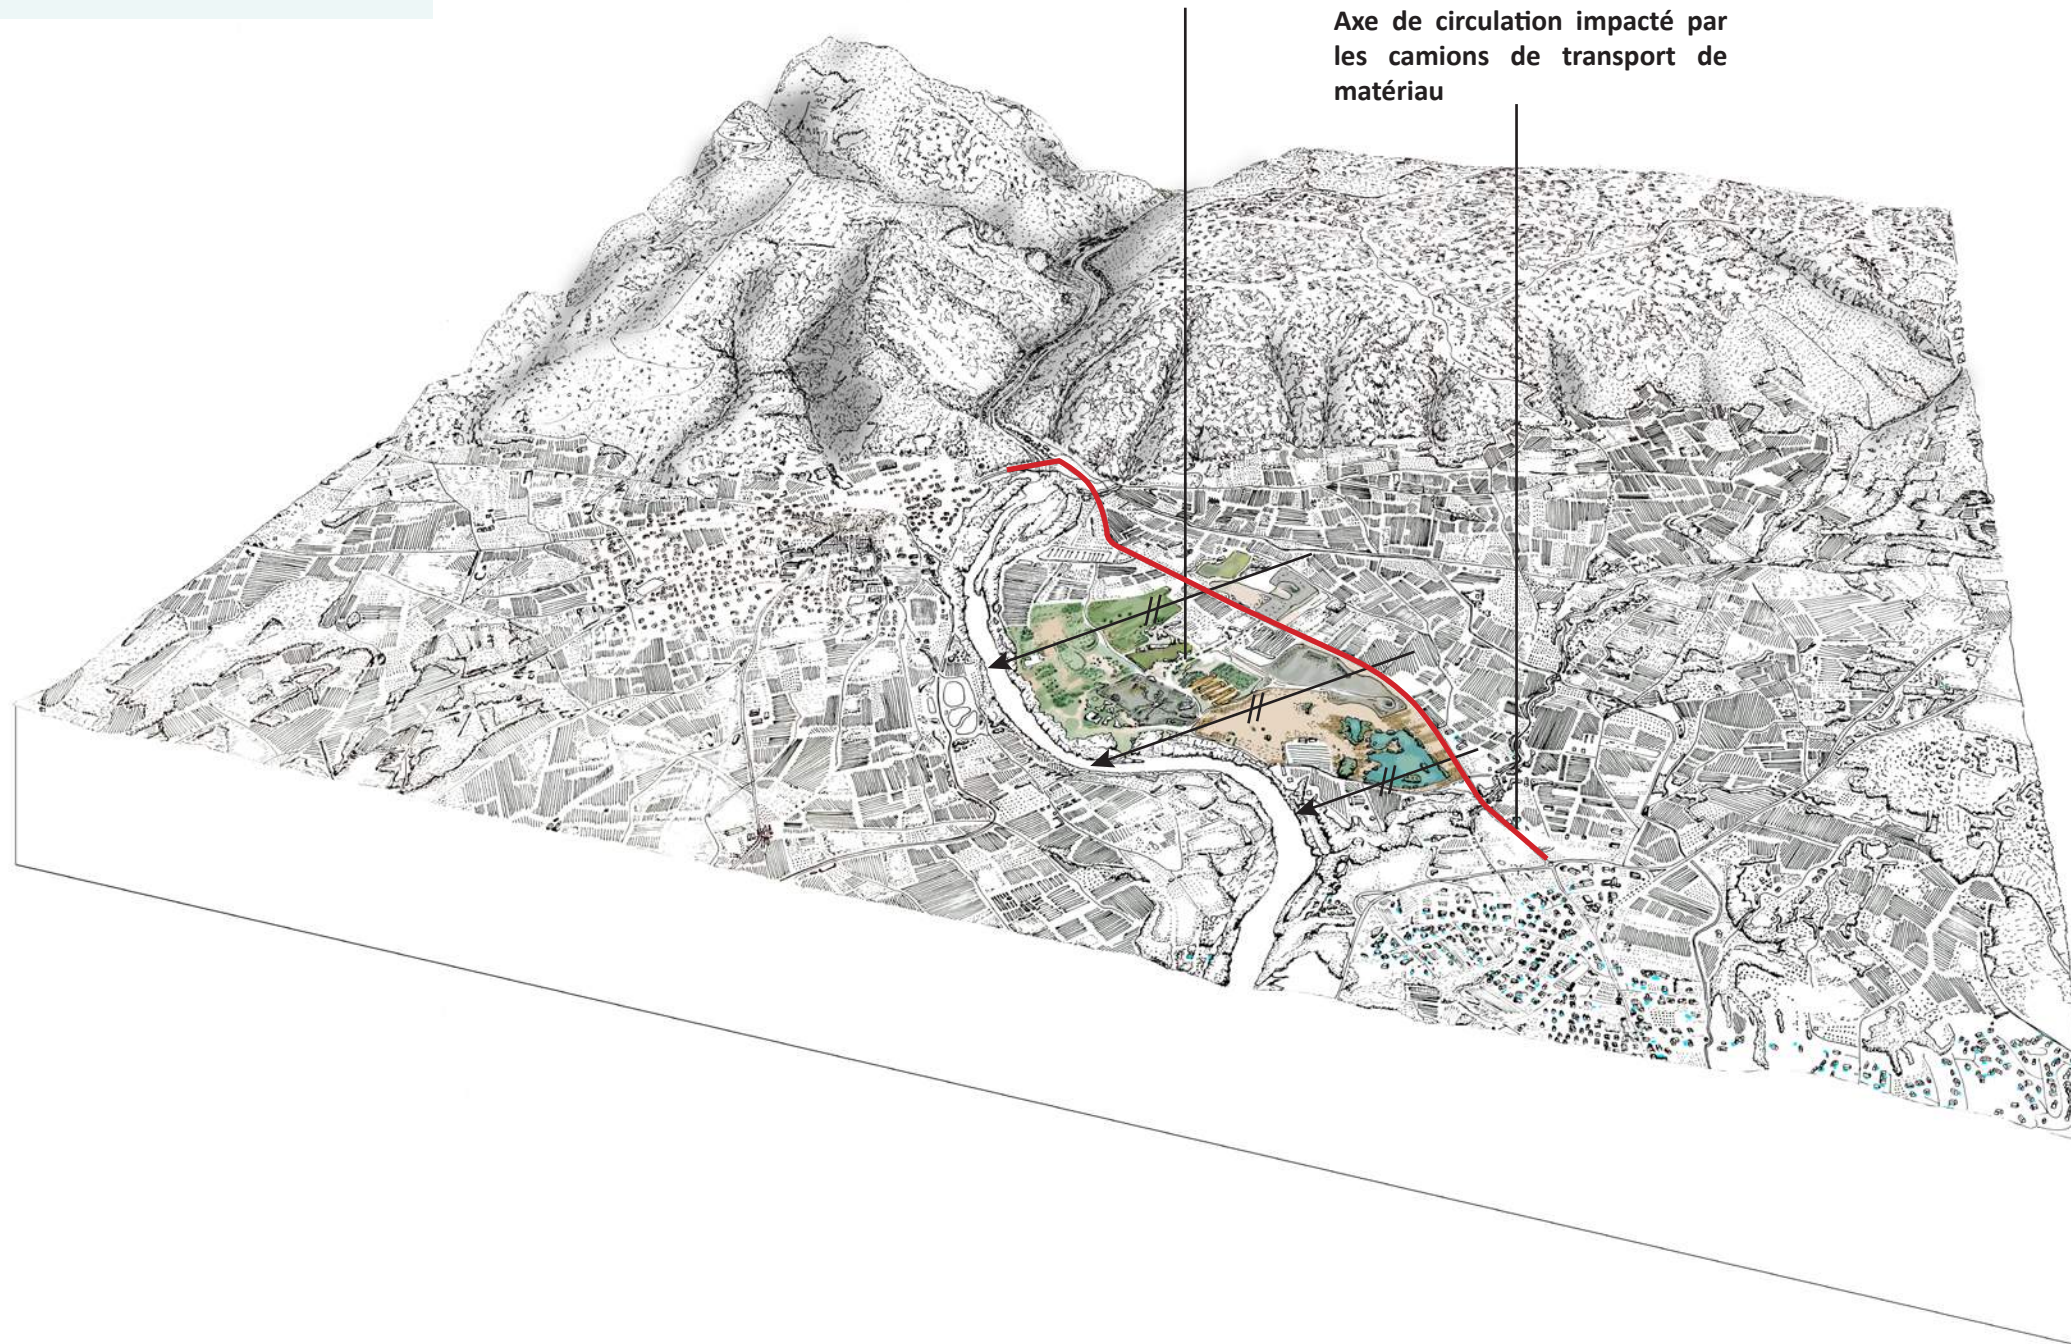 Axe de circulation impacté par
les camions de transport de
matériau